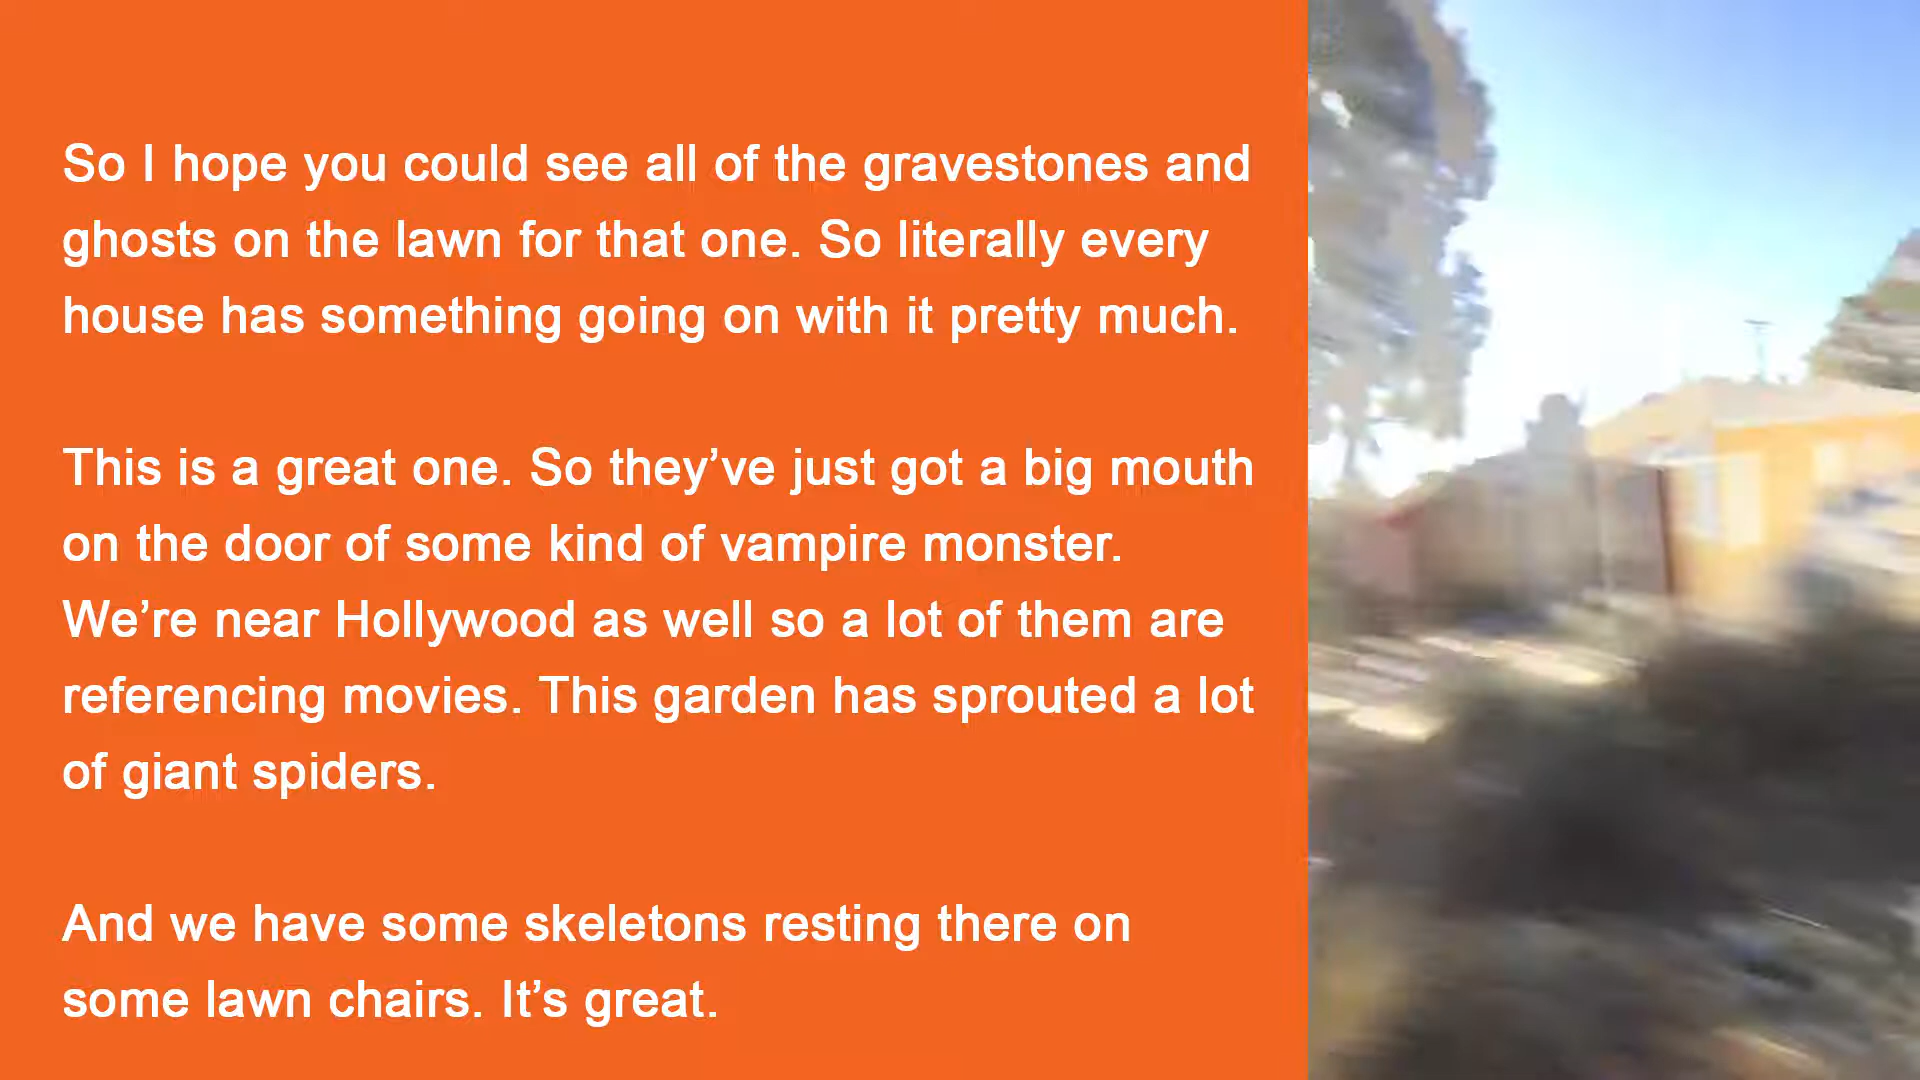 So I hope you could see all of the gravestones and
ghosts on the lawn for that one. So literally every
house has something going on with it pretty much.
This is a great one. So they’ve just got a big mouth
on the door of some kind of vampire monster.
We’re near Hollywood as well so a lot of them are
referencing movies. This garden has sprouted a lot
of giant spiders.
And we have some skeletons resting there on
some lawn chairs. It’s great.